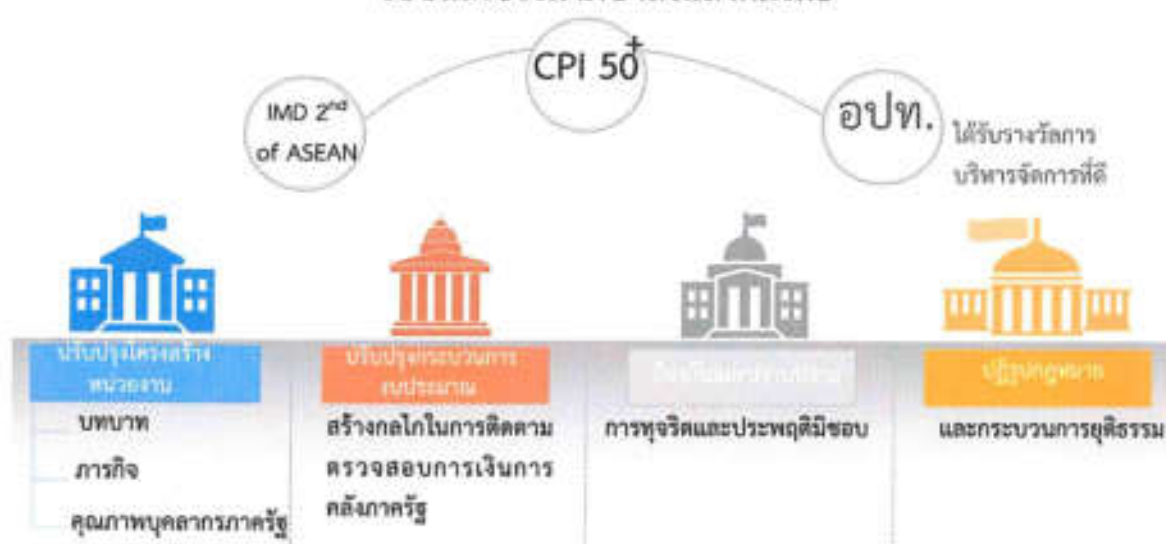 CPI 50+
IMD 2nd
of ASEAN
อปท.
ได้รับรางวัลการ
บริหารจัดการที่ดี
ปรับปรุงโครงสร้าง
หน่วยงาน
บทบาท
ภารกิจ
คุณภาพบุคลากรภาครัฐ
ปรับปรุงกระบวนการ
งบประมาณ
สร้างกลไกในการติดตาม
ตรวจสอบการเงินการ
คลังภาครัฐ
การทุจริตและประพฤติมิชอบ
ปฏิรูปกฎหมาย
และกระบวนการยุติธรรม